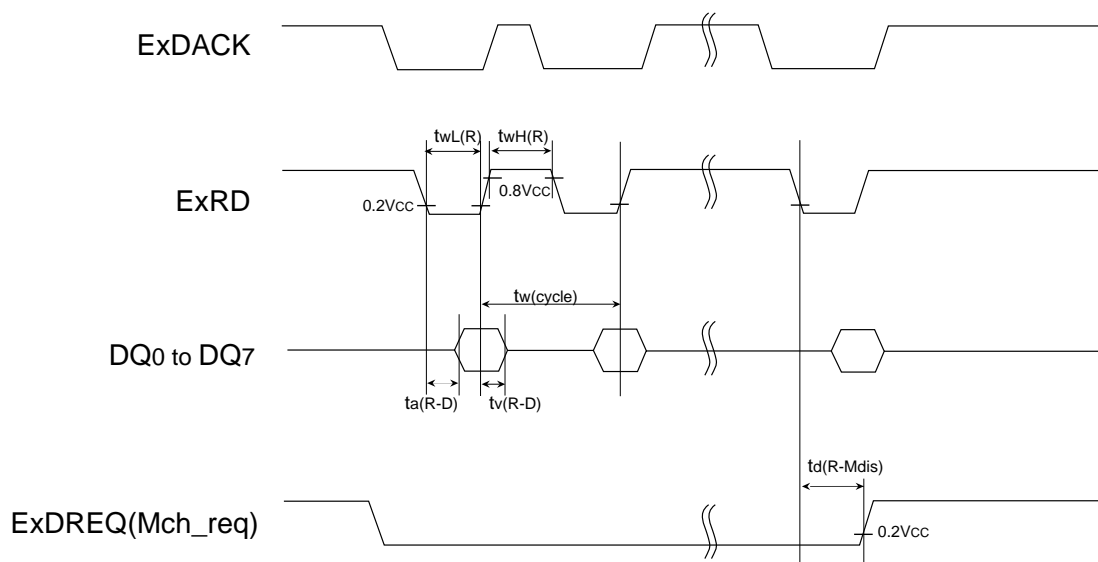 ExDACK
twL(R) twH(R)
ExRD
0.2VCC
0.8VCC
tw(cycle)
DQ0 to DQ7
ta(R-D) tv(R-D)
td(R-Mdis)
ExDREQ(Mch_req)
0.2VCC